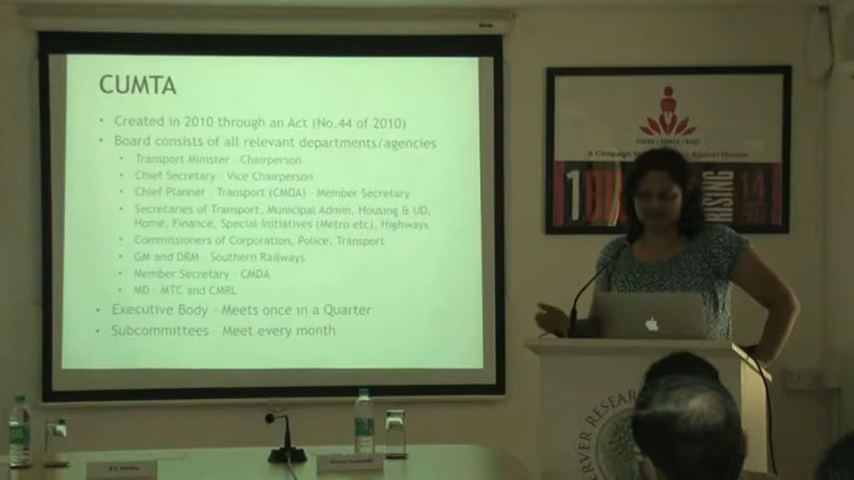 CUMTA
• Created in 2010 through an Act (No.44 of 2010)
• Board consists of all relevant departments/agencies
• Transport Minister – Chairperson
• Chief Secretary – Vice Chairperson
• Chief Planner – Transport (CMDA) – Member Secretary
• Secretaries of Transport, Municipal Admin, Housing & UD,
Home, Finance, Special Initiatives (Metro etc), Highways
• Commissioners of Corporation, Police, Transport
• GM and DRM – Southern Railways
• Member Secretary – CMDA
• MD – MTC and CMRL
• Executive Body – Meets once in a Quarter
• Subcommittees – Meet every month
A Campaign
Women
RISING
14